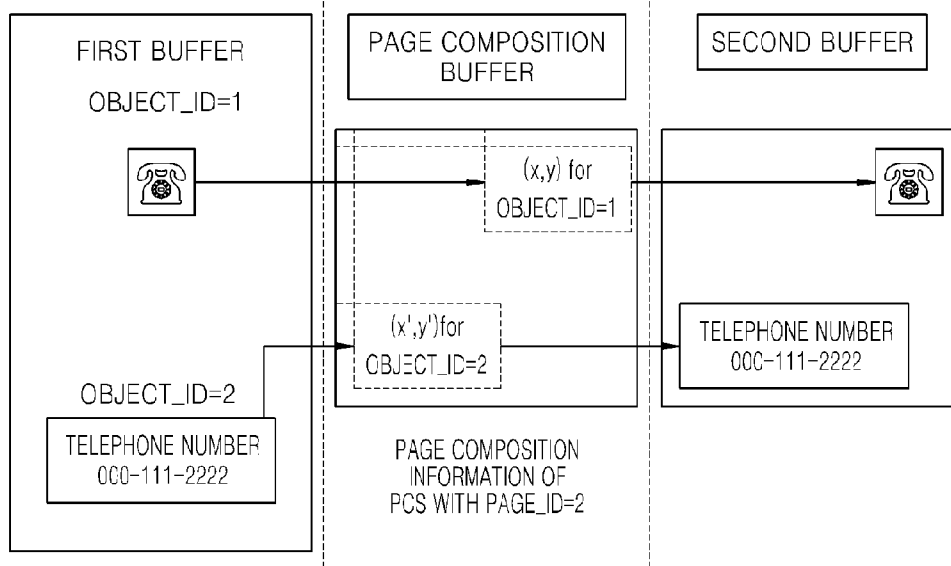 FIRST BUFFER
OBJECT_ID=1
OBJECT_ID=2
TELEPHONE NUMBER
000-111-2222
PAGE COMPOSITION
BUFFER
(x,y) for
OBJECT_ID=1
(x',y')for
OBJECT_ID=2
PAGE COMPOSITION
INFORMATION OF
PCS WITH PAGE_ID=2
SECOND BUFFER
TELEPHONE NUMBER
000-111-2222